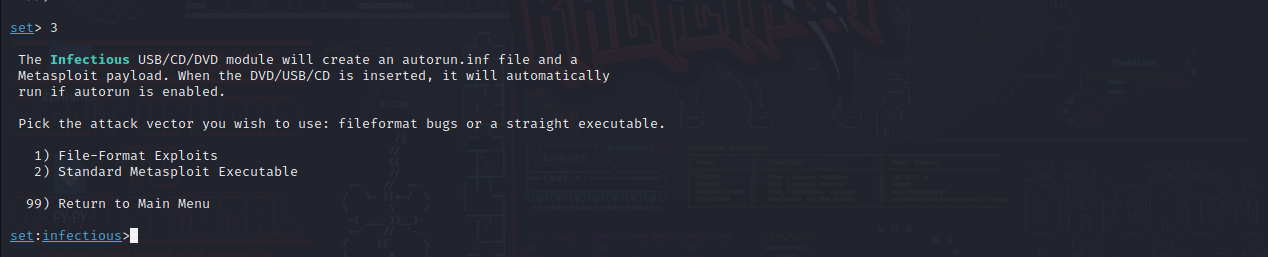 set> 3
The Infectious USB/CD/DVD module will create an autorun.inf file and a
Metasploit payload. When the DVD/USB/CD is inserted, it will automatically
run if autorun is enabled.
Pick the attack vector you wish to use: fileformat bugs or a straight executable.
1) File-Format Exploits
2) Standard Metasploit Executable
99) Return to Main Menu
py.py
set:infectious>